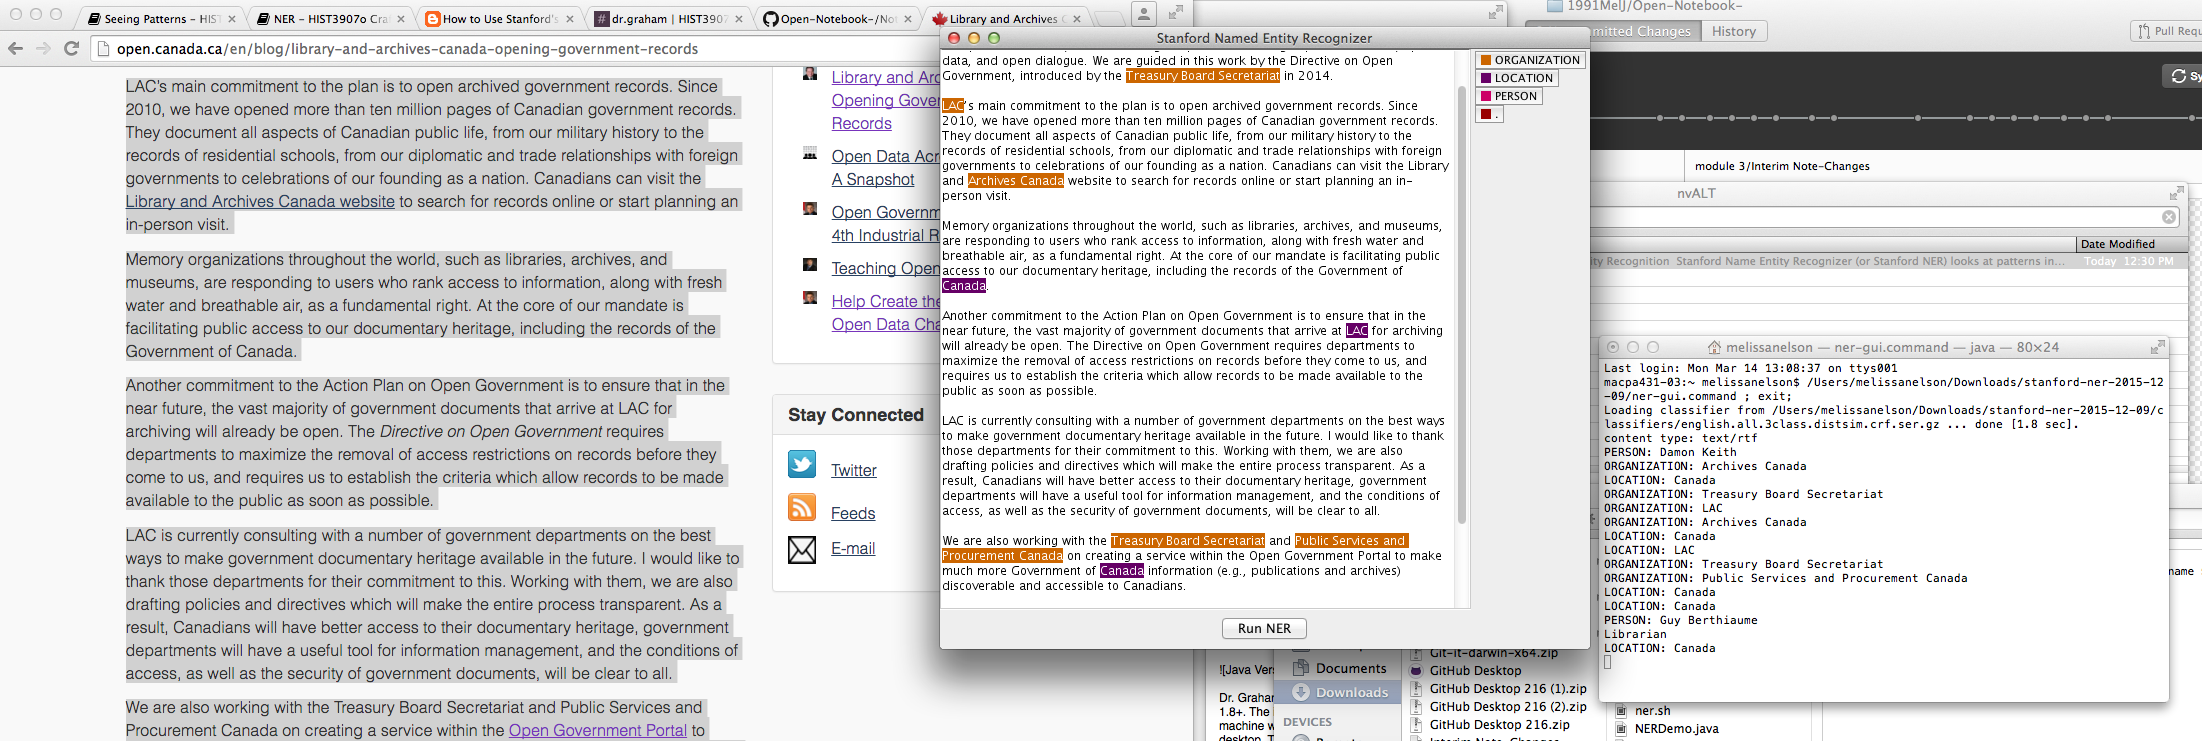 Seeing Patterns – HIS
NER – HIST3907o Cra
How to Use Stanford's
dr.graham | HIST390
Open-Notebook-/No
Library and Archives C
open.canada.ca/en/blog/library-and-archives-canada-opening-government-records
LAC's main commitment to the plan is to open archived government records. Since
2010, we have opened more than ten million pages of Canadian government records.
They document all aspects of Canadian public life, from our military history to the
records of residential schools, from our diplomatic and trade relationships with foreign
governments to celebrations of our founding as a nation. Canadians can visit the
Library and Archives Canada website to search for records online or start planning an
in-person visit.
Memory organizations throughout the world, such as libraries, archives, and
museums, are responding to users who rank access to information, along with fresh
water and breathable air, as a fundamental right. At the core of our mandate is
facilitating public access to our documentary heritage, including the records of the
Government of Canada.
Another commitment to the Action Plan on Open Government is to ensure that in the
near future, the vast majority of government documents that arrive at LAC for
archiving will already be open. The Directive on Open Government requires
departments to maximize the removal of access restrictions on records before they
come to us, and requires us to establish the criteria which allow records to be made
available to the public as soon as possible.
LAC is currently consulting with a number of government departments on the best
ways to make government documentary heritage available in the future. I would like to
thank those departments for their commitment to this. Working with them, we are also
drafting policies and directives which will make the entire process transparent. As a
result, Canadians will have better access to their documentary heritage, government
departments will have a useful tool for information management, and the conditions of
access, as well as the security of government documents, will be clear to all.
We are also working with the Treasury Board Secretariat and Public Services and
Procurement Canada on creating a service within the Open Government Portal to
Library and Ar
Opening Gove
Records
Open Data Acr
A Snapshot
Open Governm
4th Industrial R
Teaching Open
Help Create the
Open Data Cha
Stay Connected
Twitter
Feeds
E-mail
Stanford Named Entity Recognizer
data, and open dialogue. We are guided in this work by the Directive on Open
Government, introduced by the Treasury Board Secretariat in 2014.
LAC's main commitment to the plan is to open archived government records. Since
2010, we have opened more than ten million pages of Canadian government records.
They document all aspects of Canadian public life, from our military history to the
records of residential schools, from our diplomatic and trade relationships with foreign
governments to celebrations of our founding as a nation. Canadians can visit the Library
and Archives Canada website to search for records online or start planning an in-
person visit.
Memory organizations throughout the world, such as libraries, archives, and museums,
are responding to users who rank access to information, along with fresh water and
breathable air, as a fundamental right. At the core of our mandate is facilitating public
access to our documentary heritage, including the records of the Government of
Canada.
Another commitment to the Action Plan on Open Government is to ensure that in the
near future, the vast majority of government documents that arrive at LAC for archiving
will already be open. The Directive on Open Government requires departments to
maximize the removal of access restrictions on records before they come to us, and
requires us to establish the criteria which allow records to be made available to the
public as soon as possible.
LAC is currently consulting with a number of government departments on the best ways
to make government documentary heritage available in the future. I would like to thank
those departments for their commitment to this. Working with them, we are also
drafting policies and directives which will make the entire process transparent. As a
result, Canadians will have better access to their documentary heritage, government
departments will have a useful tool for information management, and the conditions of
access, as well as the security of government documents, will be clear to all.
We are also working with the Treasury Board Secretariat and Public Services and
Procurement Canada on creating a service within the Open Government Portal to make
much more Government of Canada information (e.g., publications and archives)
discoverable and accessible to Canadians.
ORGANIZATION
LOCATION
PERSON
.
Run NER
1991MelJ/Open-Notebook-
mitted Changes
History
Pull Requ
Sy
module 3/Interim Note-Changes
nvALT
Date Modified
ity Recognition Stanford Name Entity Recognizer (or Stanford NER) looks at patterns in...
Today 12:30 PM
melissanelson — ner-gui.command — java — 80×24
Last login: Mon Mar 14 13:08:37 on ttys001
macpa431-03:~ melissanelson$ /Users/melissanelson/Downloads/stanford-ner-2015-12
-09/ner-gui.command ; exit;
Loading classifier from /Users/melissanelson/Downloads/stanford-ner-2015-12-09/c
lassifiers/english.all.3class.distsim.crf.ser.gz ... done [1.8 sec].
content type: text/rtf
PERSON: Damon Keith
ORGANIZATION: Archives Canada
LOCATION: Canada
ORGANIZATION: Treasury Board Secretariat
ORGANIZATION: LAC
ORGANIZATION: Archives Canada
LOCATION: Canada
LOCATION: LAC
ORGANIZATION: Treasury Board Secretariat
ORGANIZATION: Public Services and Procurement Canada
LOCATION: Canada
LOCATION: Canada
PERSON: Guy Berthiaume
Librarian
LOCATION: Canada
name
![Java Vers
Dr. Graha
1.8+. The
machine w
desktop. T
Documents
Downloads
DEVICES
Git-it-darwin-x64.zip
GitHub Desktop
GitHub Desktop 216 (1).zip
GitHub Desktop 216 (2).zip
GitHub Desktop 216.zip
Interim Note-Changes
ner.sh
NERDemo.java